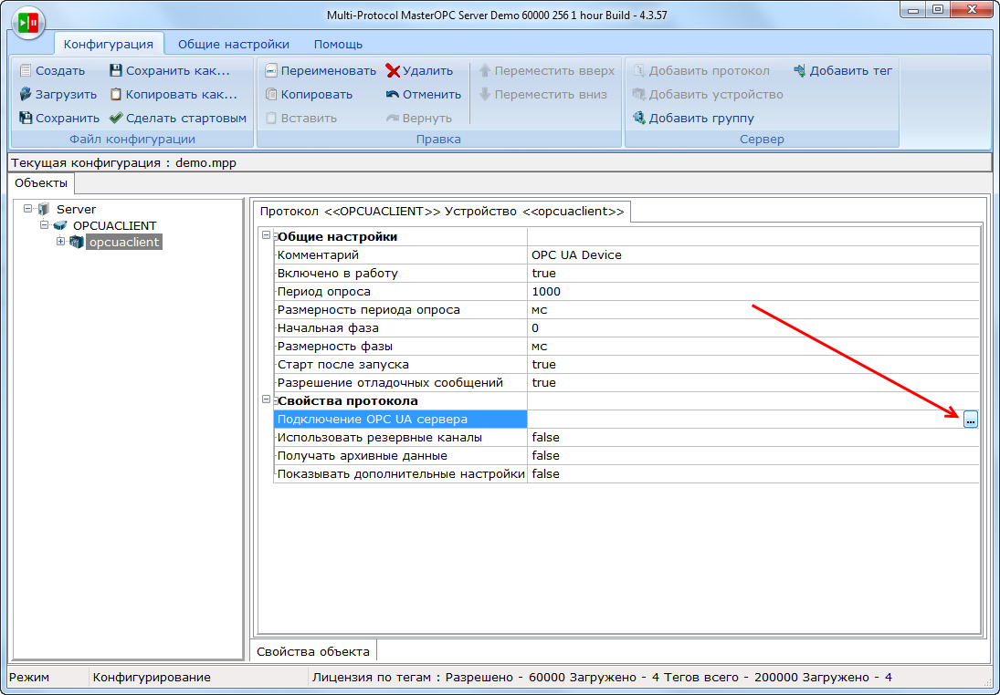 Multi-Protocol MasterOPC Server Demo 60000 256 1 hour Build - 4.3.57
Конфигурация Общие настройки Помощь
Создать Сохранить как... Переименовать Удалить Переместить вверх Добавить протокол Добавить тег
Загрузить Копировать как... Копировать Отменить Переместить вниз Добавить устройство
Сохранить Сделать стартовым Вставить Вернуть Добавить группу
Файл конфигурации Правка Сервер
Текущая конфигурация : demo.mpp
Объекты
Server
OPCUACLIENT
opcuaclient
Протокол <<OPCUACLIENT>> Устройство <<opcuaclient>>
Общие настройки
Комментарий OPC UA Device
Включено в работу true
Период опроса 1000
Размерность периода опроса мс
Начальная фаза 0
Размерность фазы мс
Старт после запуска true
Разрешение отладочных сообщений true
Свойства протокола
Подключение OPC UA сервера ...
Использовать резервные каналы false
Получать архивные данные false
Показывать дополнительные настройки false
Свойства объекта
Режим Конфигурирование Лицензия по тегам : Разрешено - 60000 Загружено - 4 Тегов всего - 200000 Загружено - 4